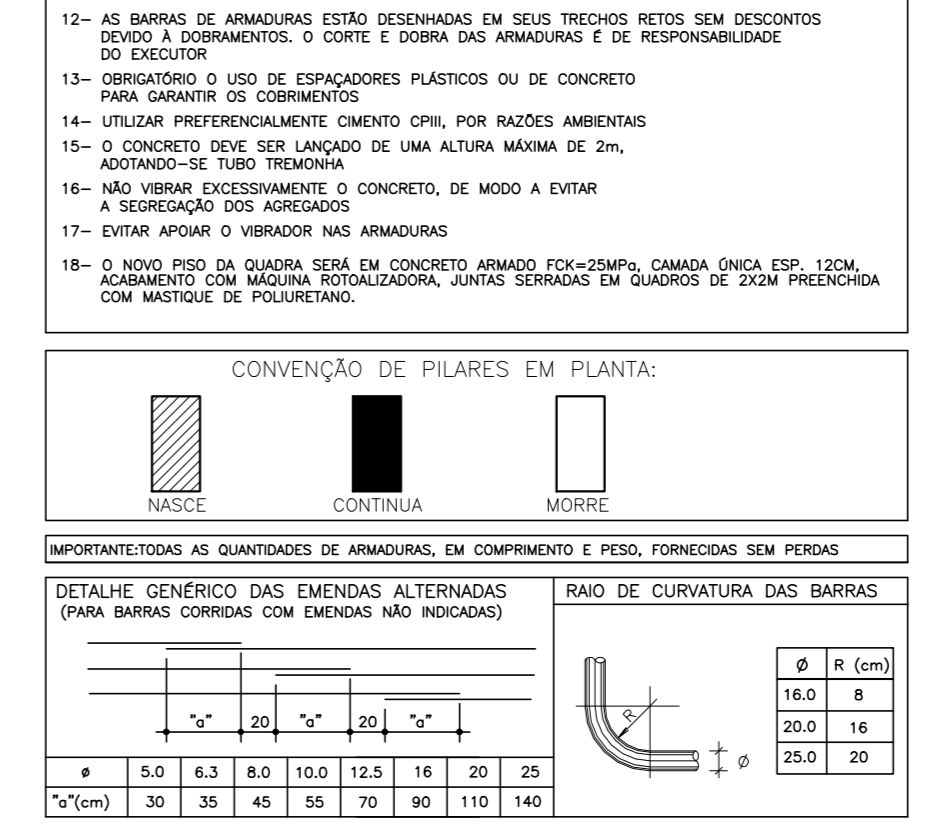 12– AS BARRAS DE ARMADURAS ESTÃO DESENHADAS EM SEUS TRECHOS RETOS SEM DESCONTOS
DEVIDO À DOBRAMENTOS. O CORTE E DOBRA DAS ARMADURAS É DE RESPONSABILIDADE
DO EXECUTOR
13– OBRIGATÓRIO O USO DE ESPAÇADORES PLÁSTICOS OU DE CONCRETO
PARA GARANTIR OS COBRIMENTOS
14– UTILIZAR PREFERENCIALMENTE CIMENTO CPIII, POR RAZÕES AMBIENTAIS
15– O CONCRETO DEVE SER LANÇADO DE UMA ALTURA MÁXIMA DE 2m,
ADOTANDO–SE TUBO TREMONHA
16– NÃO VIBRAR EXCESSIVAMENTE O CONCRETO, DE MODO A EVITAR
A SEGREGAÇÃO DOS AGREGADOS
17– EVITAR APOIAR O VIBRADOR NAS ARMADURAS
18– O NOVO PISO DA QUADRA SERÁ EM CONCRETO ARMADO FCK=25MPa, CAMADA ÚNICA ESP. 12CM,
ACABAMENTO COM MÁQUINA ROTOALIZADORA, JUNTAS SERRADAS EM QUADROS DE 2X2M PREENCHIDA
COM MASTIQUE DE POLIURETANO.
CONVENÇÃO DE PILARES EM PLANTA:
NASCE CONTINUA MORRE
IMPORTANTE:TODAS AS QUANTIDADES DE ARMADURAS, EM COMPRIMENTO E PESO, FORNECIDAS SEM PERDAS
DETALHE GENÉRICO DAS EMENDAS ALTERNADAS
(PARA BARRAS CORRIDAS COM EMENDAS NÃO INDICADAS)
"a" 20 "a" 20 "a"
ø 5.0 6.3 8.0 10.0 12.5 16 20 25
"a"(cm) 30 35 45 55 70 90 110 140
RAIO DE CURVATURA DAS BARRAS
R
ø
ø R (cm)
16.0 8
20.0 16
25.0 20